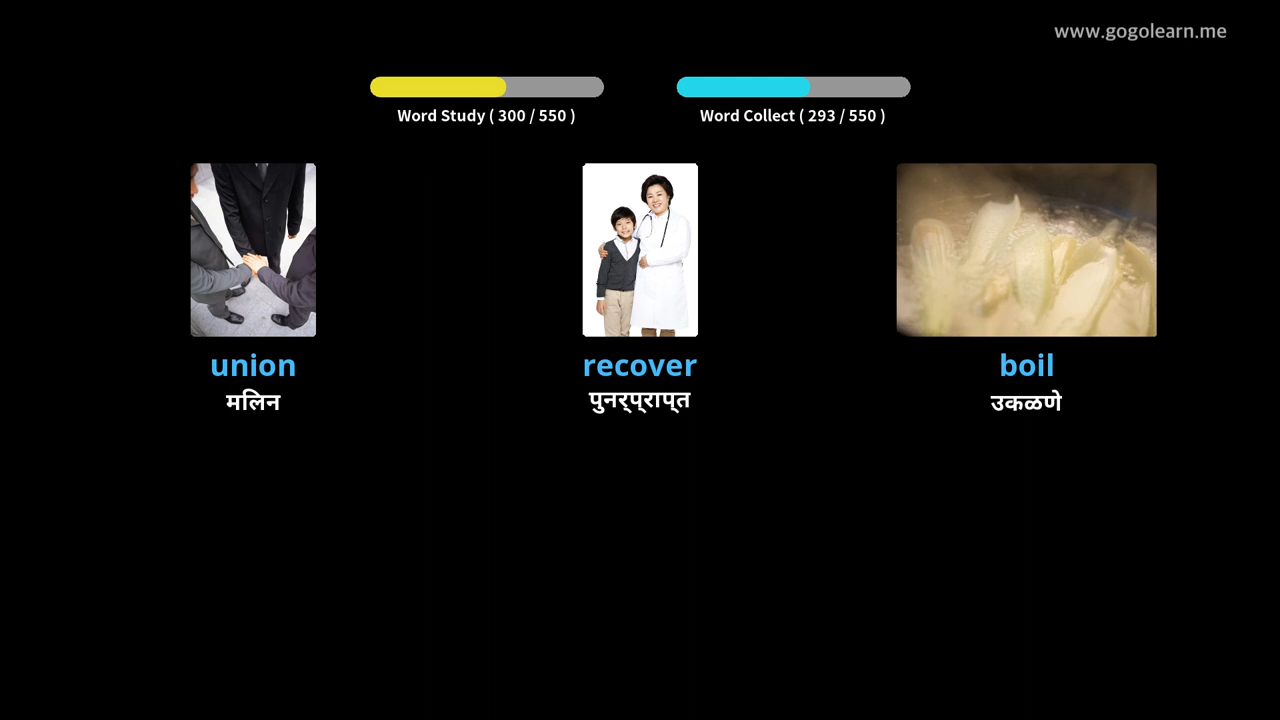 www.gogolearn.me
Word Study ( 300 / 550 )
Word Collect ( 293 / 550 )
union
मलिन
recover
पुनर्प्राप्त
boil
उकळणे